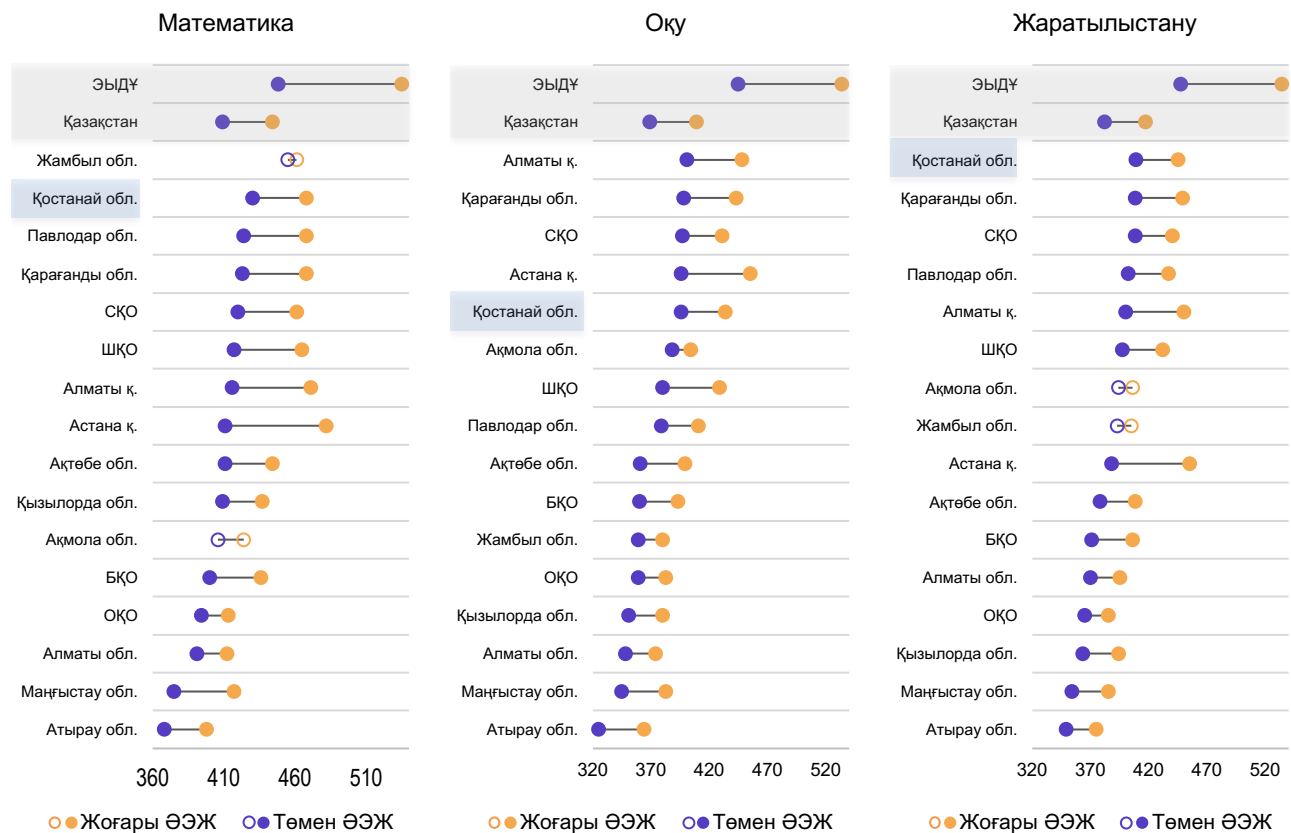 Математика
ЭЫДҰ
Қазақстан
Жамбыл обл.
Қостанай обл.
Павлодар обл.
Қарағанды обл.
СҚО
ШҚО
Алматы қ.
Астана қ.
Ақтөбе обл.
Қызылорда обл.
Ақмола обл.
БҚО
ОҚО
Алматы обл.
Маңғыстау обл.
Атырау обл.
360 410 460 510
Жоғары ӘЭЖ Төмен ӘЭЖ
Оқу
ЭЫДҰ
Қазақстан
Алматы қ.
Қарағанды обл.
СҚО
Астана қ.
Қостанай обл.
Ақмола обл.
ШҚО
Павлодар обл.
Ақтөбе обл.
БҚО
Жамбыл обл.
ОҚО
Қызылорда обл.
Алматы обл.
Маңғыстау обл.
Атырау обл.
320 370 420 470 520
Жоғары ӘЭЖ Төмен ӘЭЖ
Жаратылыстану
ЭЫДҰ
Қазақстан
Қостанай обл.
Қарағанды обл.
СҚО
Павлодар обл.
Алматы қ.
ШҚО
Ақмола обл.
Жамбыл обл.
Астана қ.
Ақтөбе обл.
БҚО
Алматы обл.
ОҚО
Қызылорда обл.
Маңғыстау обл.
Атырау обл.
320 370 420 470 520
Жоғары ӘЭЖ Төмен ӘЭЖ